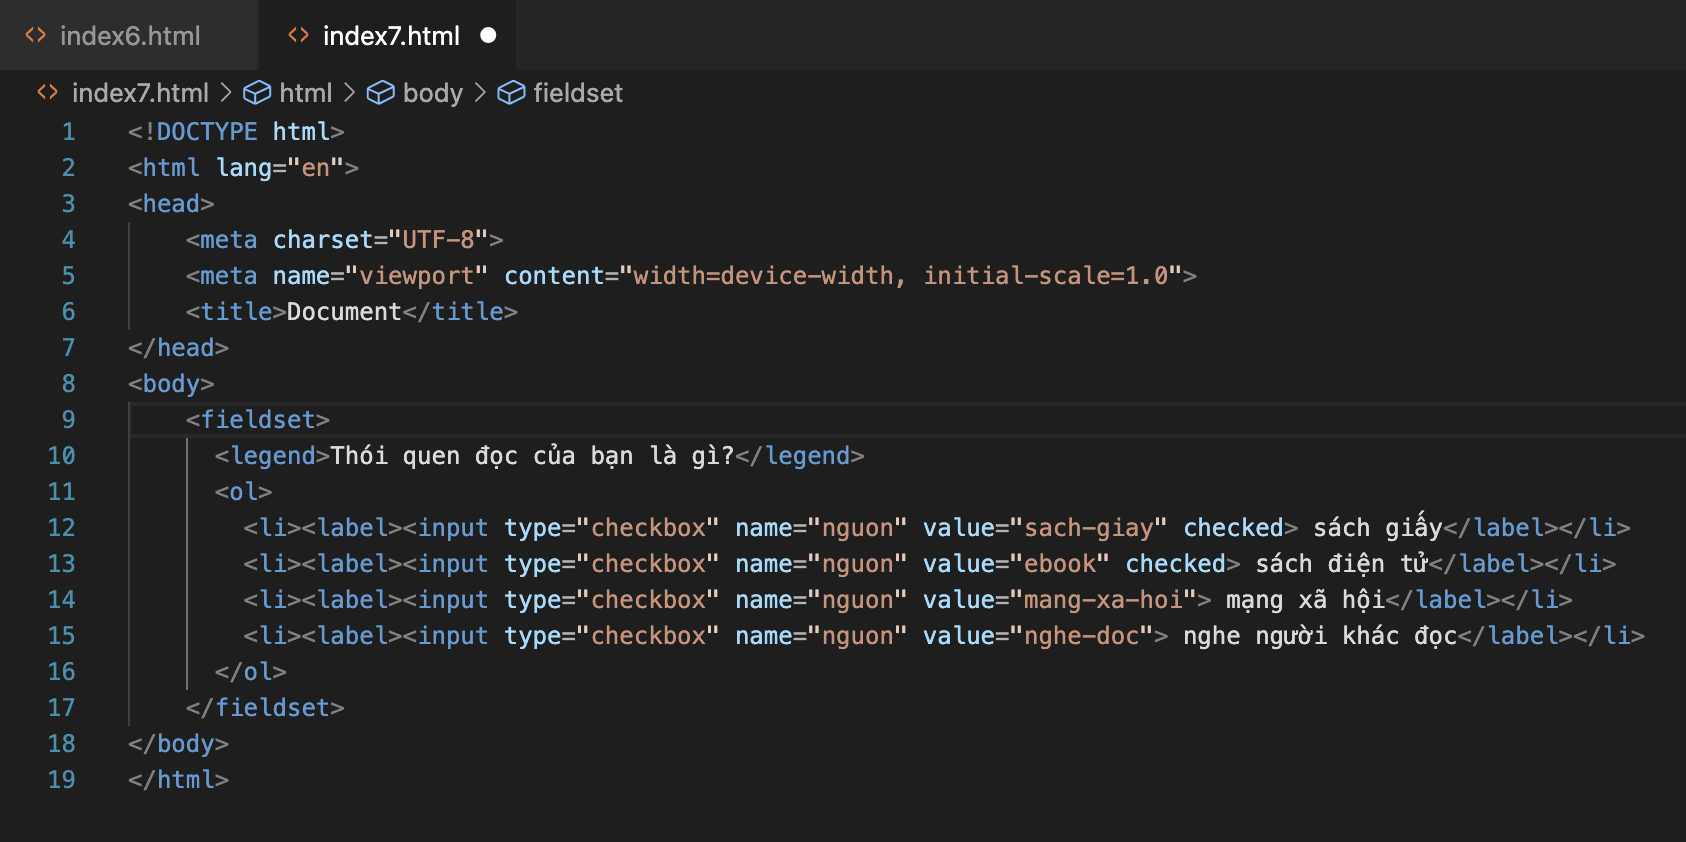 index6.html
index7.html
index7.html > html > body > fieldset
1 <!DOCTYPE html>
2 <html lang="en">
3 <head>
4     <meta charset="UTF-8">
5     <meta name="viewport" content="width=device-width, initial-scale=1.0">
6     <title>Document</title>
7 </head>
8 <body>
9     <fieldset>
10       <legend>Thói quen đọc của bạn là gì?</legend>
11       <ol>
12         <li><label><input type="checkbox" name="nguon" value="sach-giay" checked> sách giấy</label></li>
13         <li><label><input type="checkbox" name="nguon" value="ebook" checked> sách điện tử</label></li>
14         <li><label><input type="checkbox" name="nguon" value="mang-xa-hoi"> mạng xã hội</label></li>
15         <li><label><input type="checkbox" name="nguon" value="nghe-doc"> nghe người khác đọc</label></li>
16       </ol>
17     </fieldset>
18 </body>
19 </html>